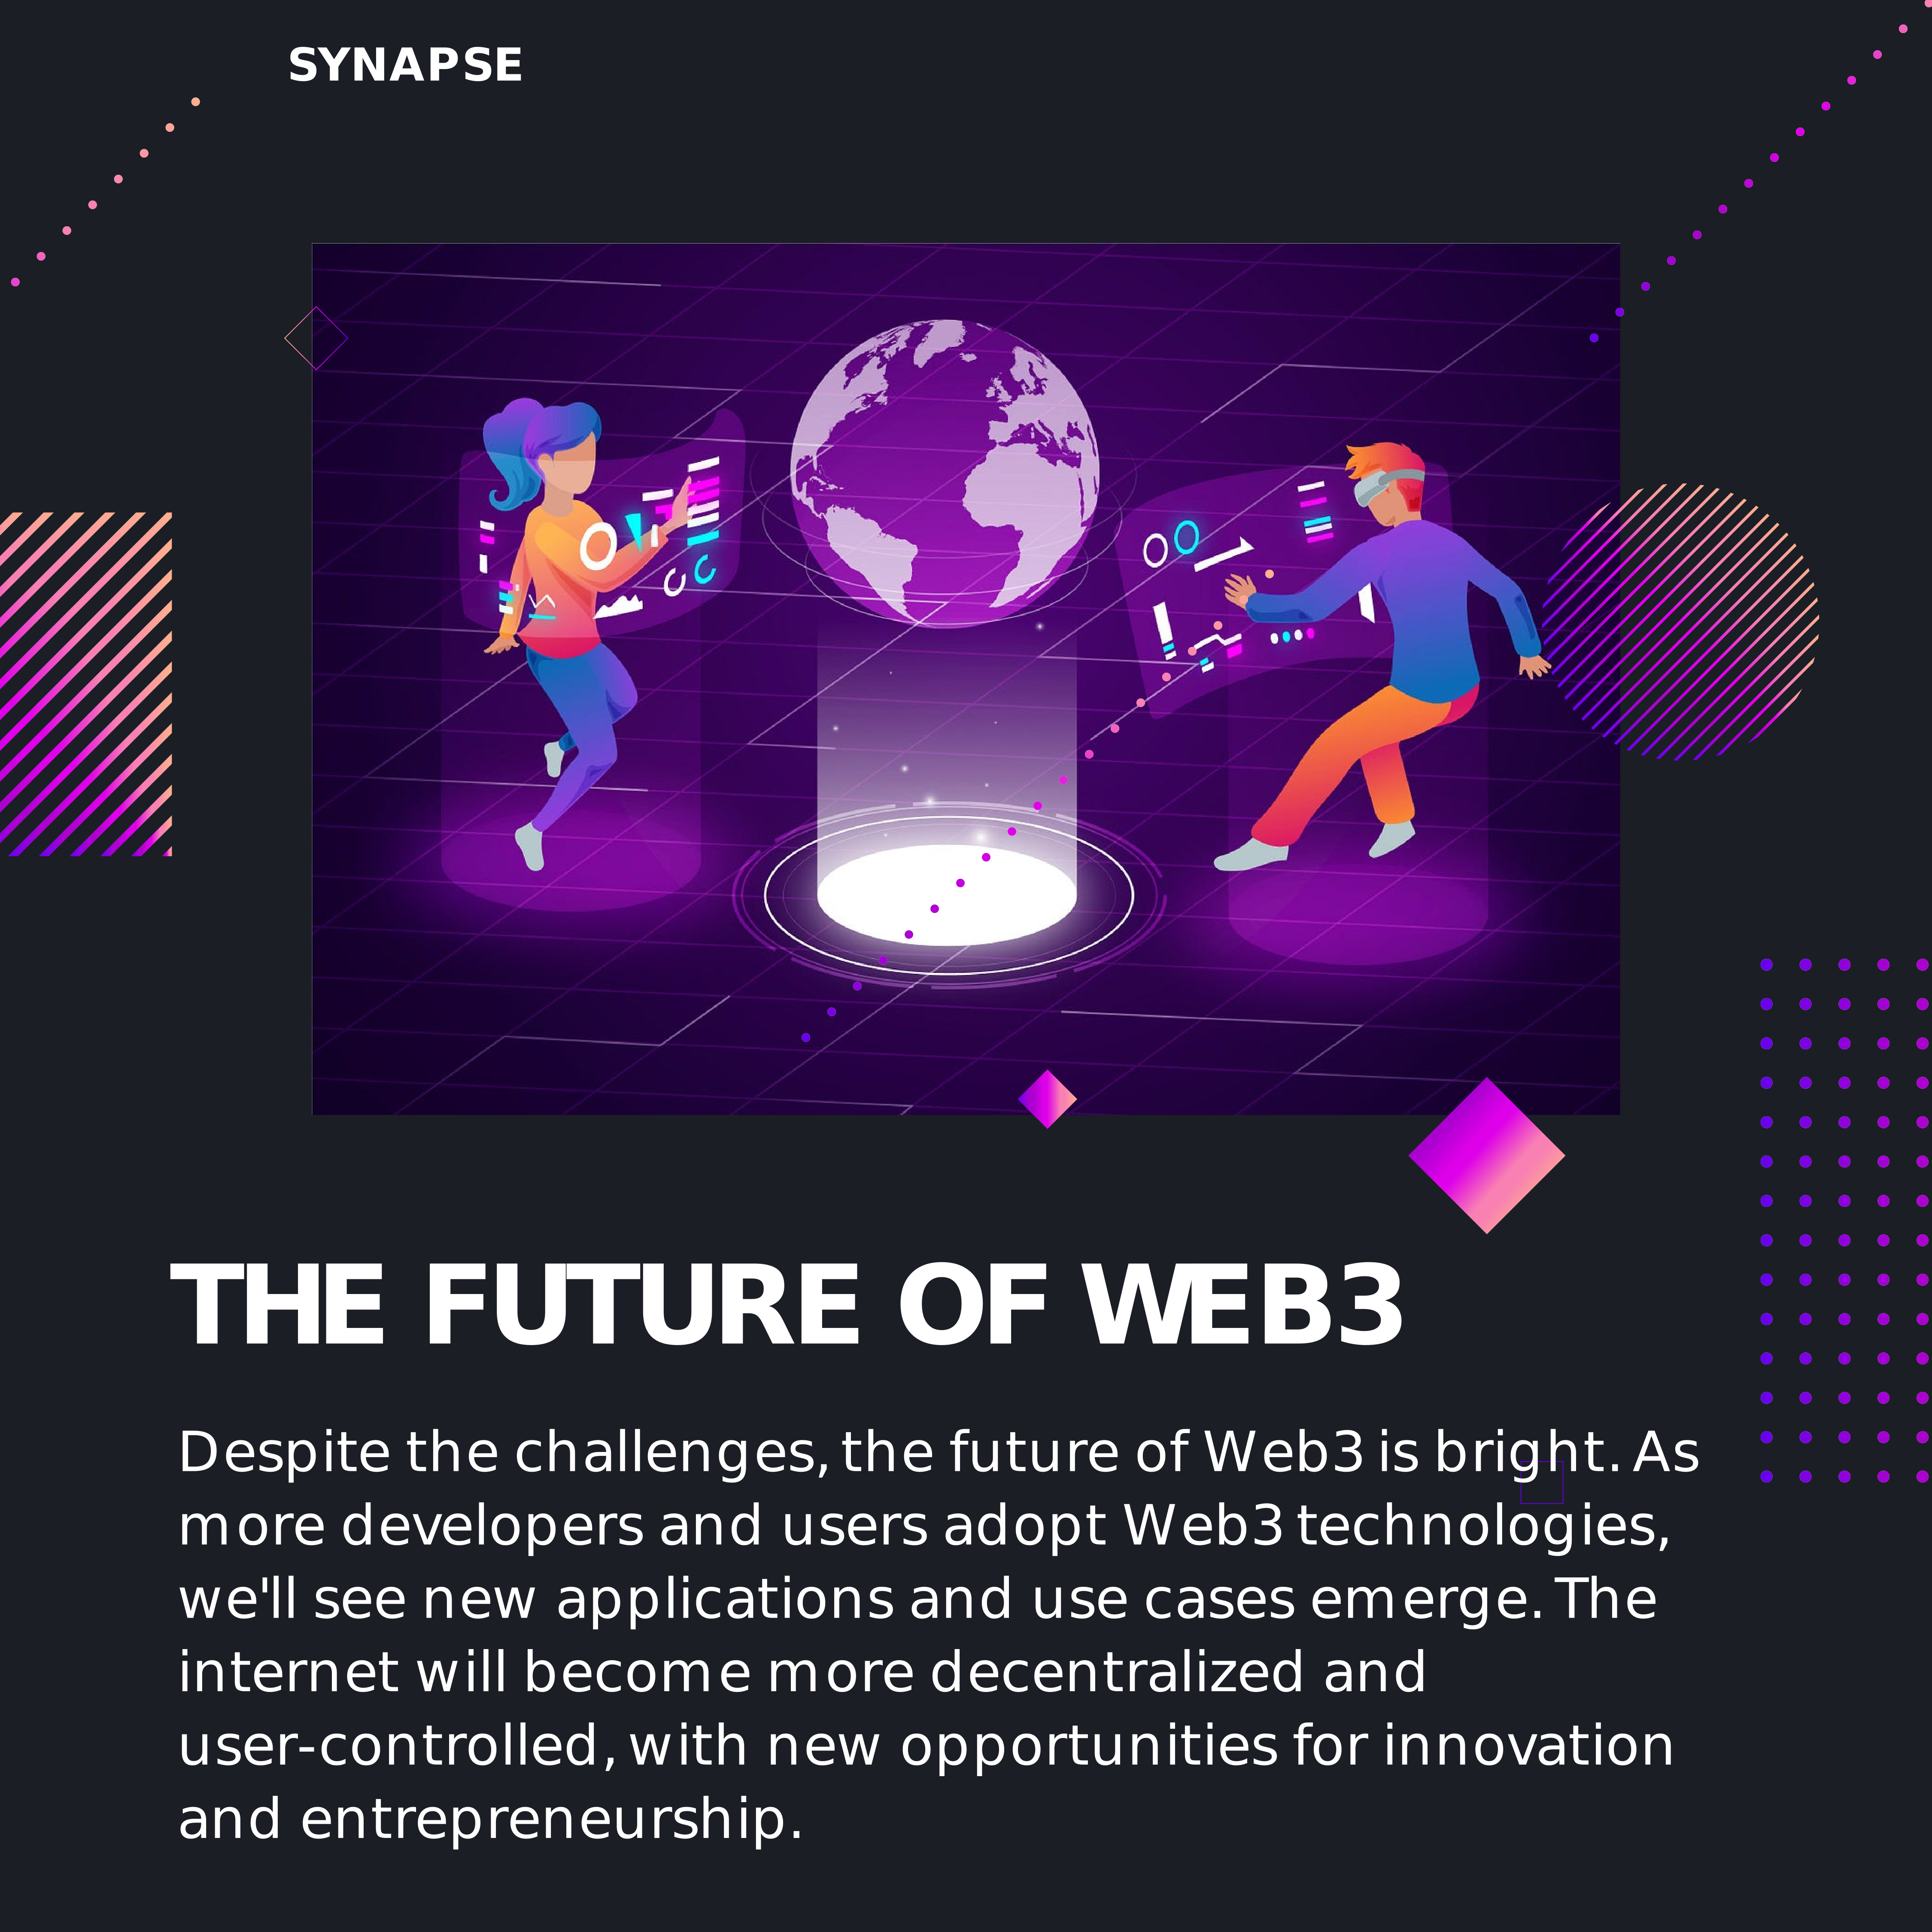 SYNAPSE
THE FUTURE OF WEB3
Despite the challenges, the future of Web3 is bright. As
more developers and users adopt Web3 technologies,
we'll see new applications and use cases emerge. The
internet will become more decentralized and
user-controlled, with new opportunities for innovation
and entrepreneurship.